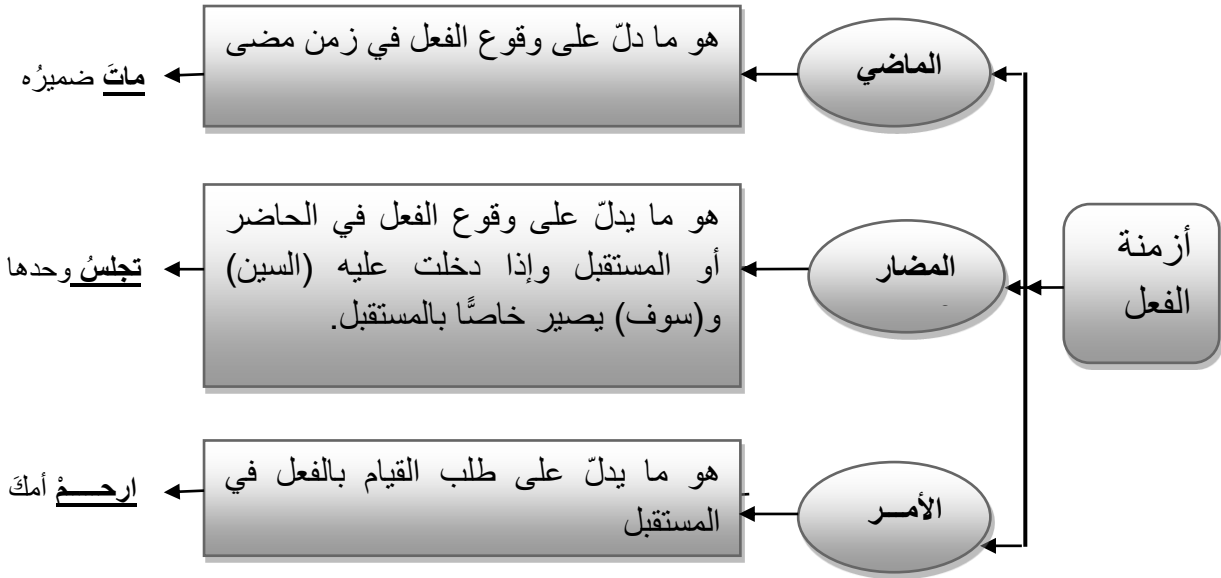 أزمنة
الفعل
الماضي
هو ما دلّ على وقوع الفعل في زمن مضى
ماتَ ضميرُه
المضار
هو ما يدلّ على وقوع الفعل في الحاضر
أو المستقبل وإذا دخلت عليه (السين)
و(سوف) يصير خاصًّا بالمستقبل.
تجلسُ وحدها
الأمـــر
هو ما يدلّ على طلب القيام بالفعل في
المستقبل
ارحـــــمْ أمكَ